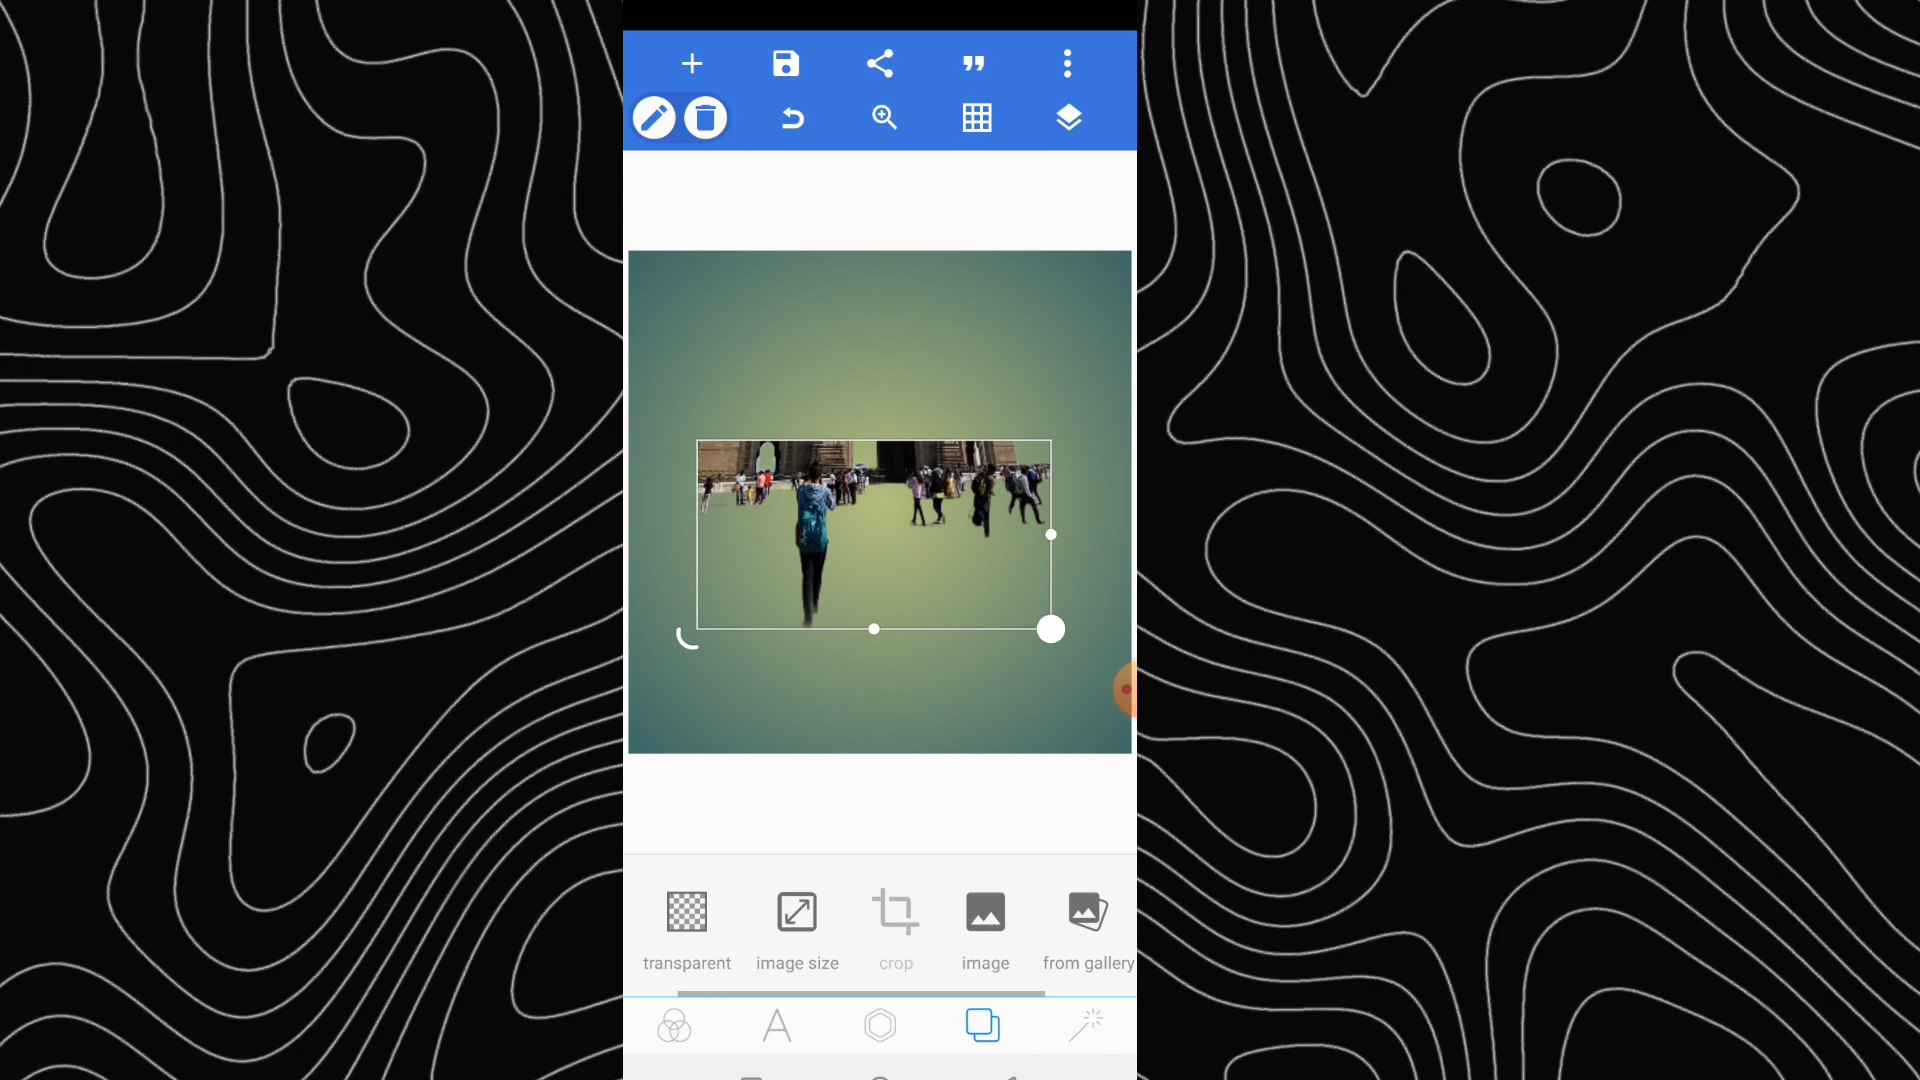 transparent
image size
crop
image
from gallery